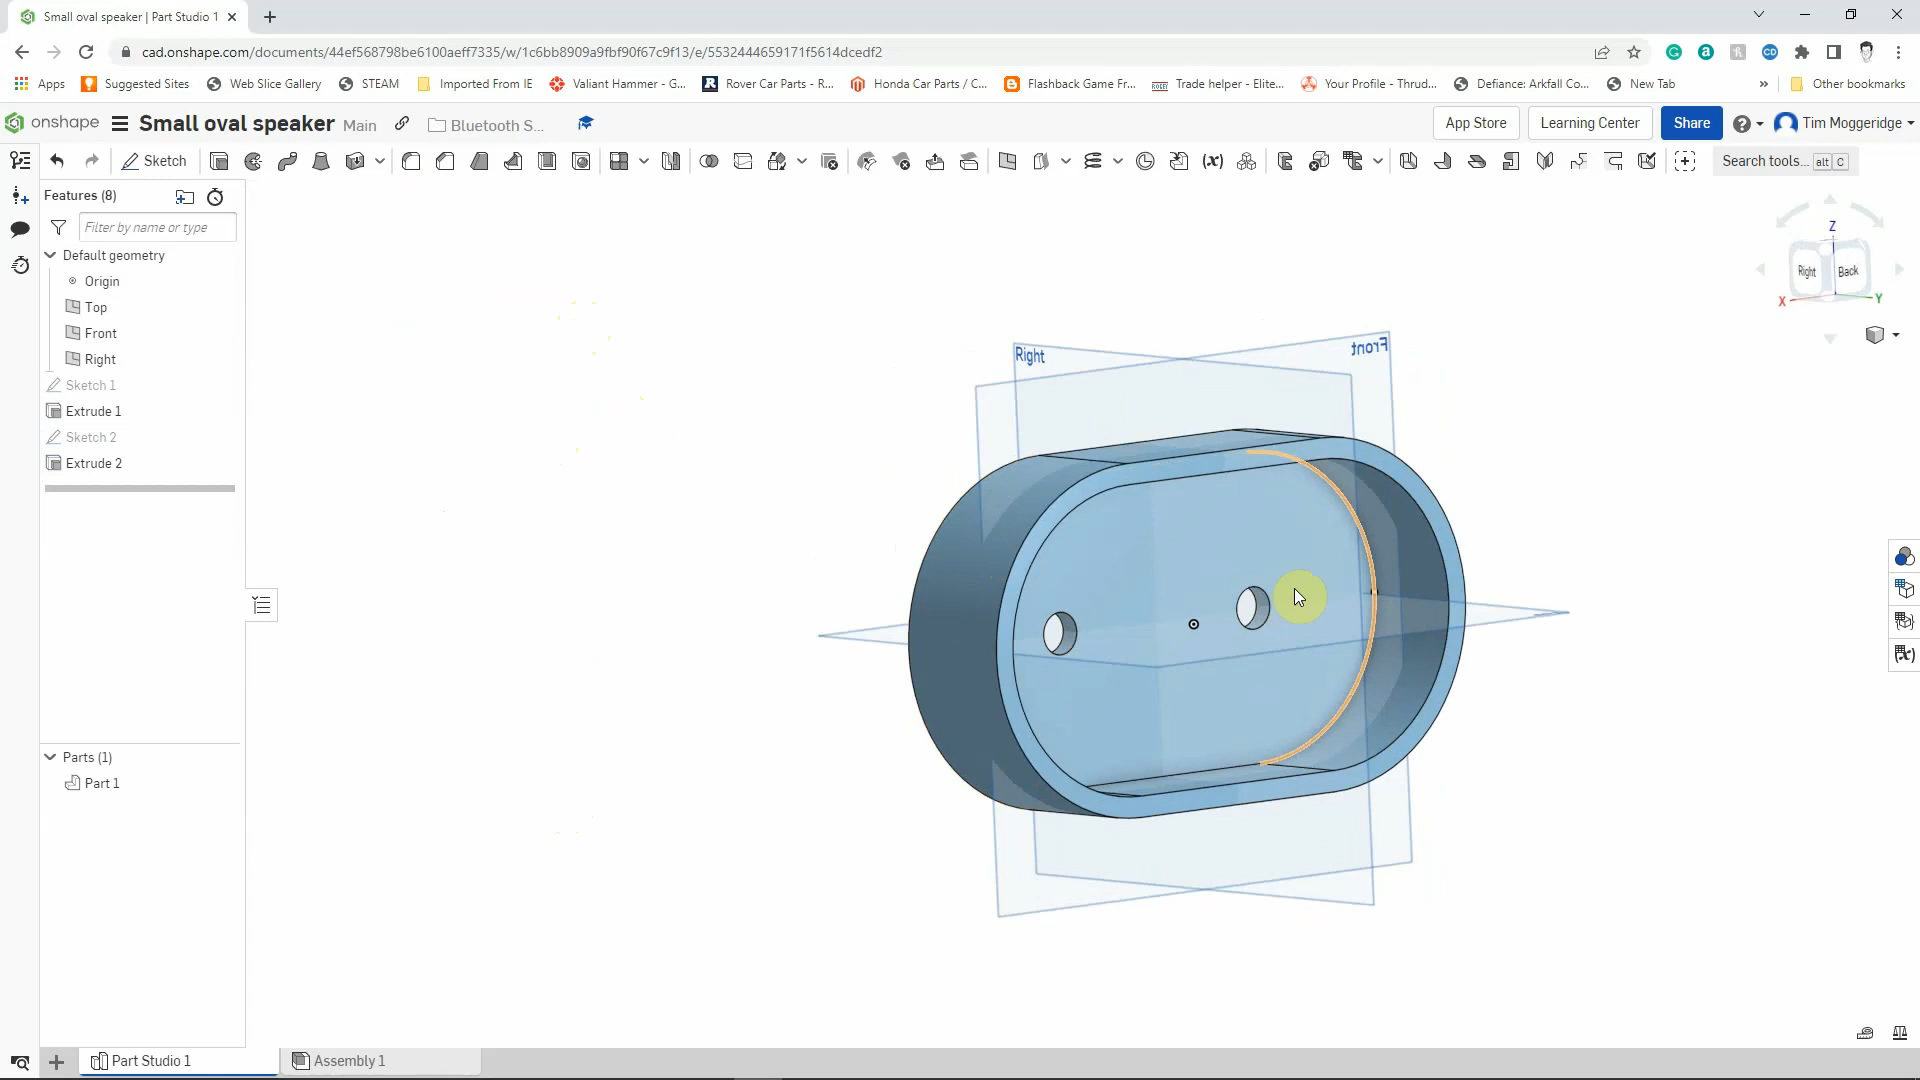 Small oval speaker | Part Studio 1
cad.onshape.com/documents/44ef568798be6100aeff7335/w/1c6bb8909a9fbf90f67c9f13/e/5532444659171f5614dcedf2
Apps Suggested Sites Web Slice Gallery STEAM Imported From IE Valiant Hammer - G... Rover Car Parts - R... Honda Car Parts / C... Flashback Game Fr... Trade helper - Elite... Your Profile - Thrud... Defiance: Arkfall Co... New Tab » Other bookmarks
onshape Small oval speaker Main Bluetooth S... App Store Learning Center Share Tim Moggeridge
Sketch (x) Search tools... alt C
Features (8)
Filter by name or type
Default geometry
Origin
Top
Front
Right
Sketch 1
Extrude 1
Sketch 2
Extrude 2
Parts (1)
Part 1
Right Front
Z
Right Back
X Y
(x)
Part Studio 1 Assembly 1